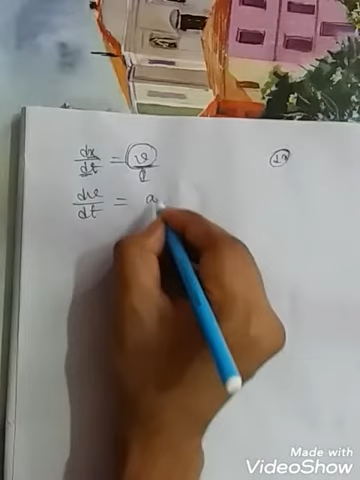 dx/dt = v/1
dv/dt = a
Made with
VideoShow